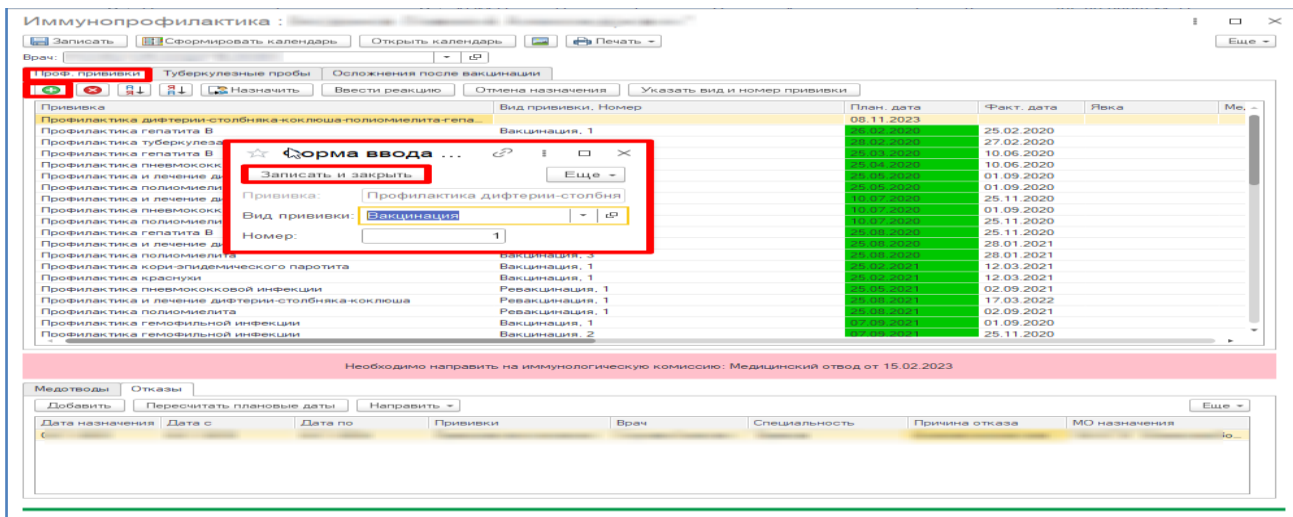 Иммунопрофилактика :
Записать Сформировать календарь Открыть календарь Печать Еще
Врач:
Проф. прививки Туберкулезные пробы Осложнения после вакцинации
Назначить Ввести реакцию Отмена назначения Указать вид и номер прививки
Прививка Вид прививки, Номер План. дата Факт. дата Явка Ме,
Профилактика дифтерии-столбняка-коклюша-полиомиелита-гепа... 08.11.2023
Профилактика гепатита В Вакцинация, 1 26.02.2020 25.02.2020
Профилактика туберкулеза 28.02.2020 27.02.2020
Профилактика гепатита В 25.03.2020 10.06.2020
Профилактика пневмококк 25.04.2020 10.06.2020
Профилактика и лечение ди 25.05.2020 01.09.2020
Профилактика полиомиели 25.05.2020 01.09.2020
Профилактика и лечение ди 10.07.2020 25.11.2020
Профилактика пневмококк 10.07.2020 01.09.2020
Профилактика полиомиели 10.07.2020 25.11.2020
Профилактика гепатита В 25.08.2020 25.11.2020
Профилактика и лечение ди 25.08.2020 28.01.2021
Профилактика полиомиелита Вакцинация, 3 25.08.2020 28.01.2021
Профилактика кори-эпидемического паротита Вакцинация, 1 25.02.2021 12.03.2021
Профилактика краснухи Вакцинация, 1 25.02.2021 12.03.2021
Профилактика пневмококковой инфекции Ревакцинация, 1 25.05.2021 02.09.2021
Профилактика и лечение дифтерии-столбняка-коклюша Ревакцинация, 1 25.08.2021 17.03.2022
Профилактика полиомиелита Ревакцинация, 1 25.08.2021 02.09.2021
Профилактика гемофильной инфекции Вакцинация, 1 07.09.2021 01.09.2020
Профилактика гемофильной инфекции Вакцинация, 2 07.09.2021 25.11.2020
Форма ввода ...
Записать и закрыть Еще
Прививка: Профилактика дифтерии-столбня
Вид прививки: Вакцинация
Номер: 1
Необходимо направить на иммунологическую комиссию: Медицинский отвод от 15.02.2023
Медотводы Отказы
Добавить Пересчитать плановые даты Направить Еще
Дата назначения Дата с Дата по Прививки Врач Специальность Причина отказа МО назначения